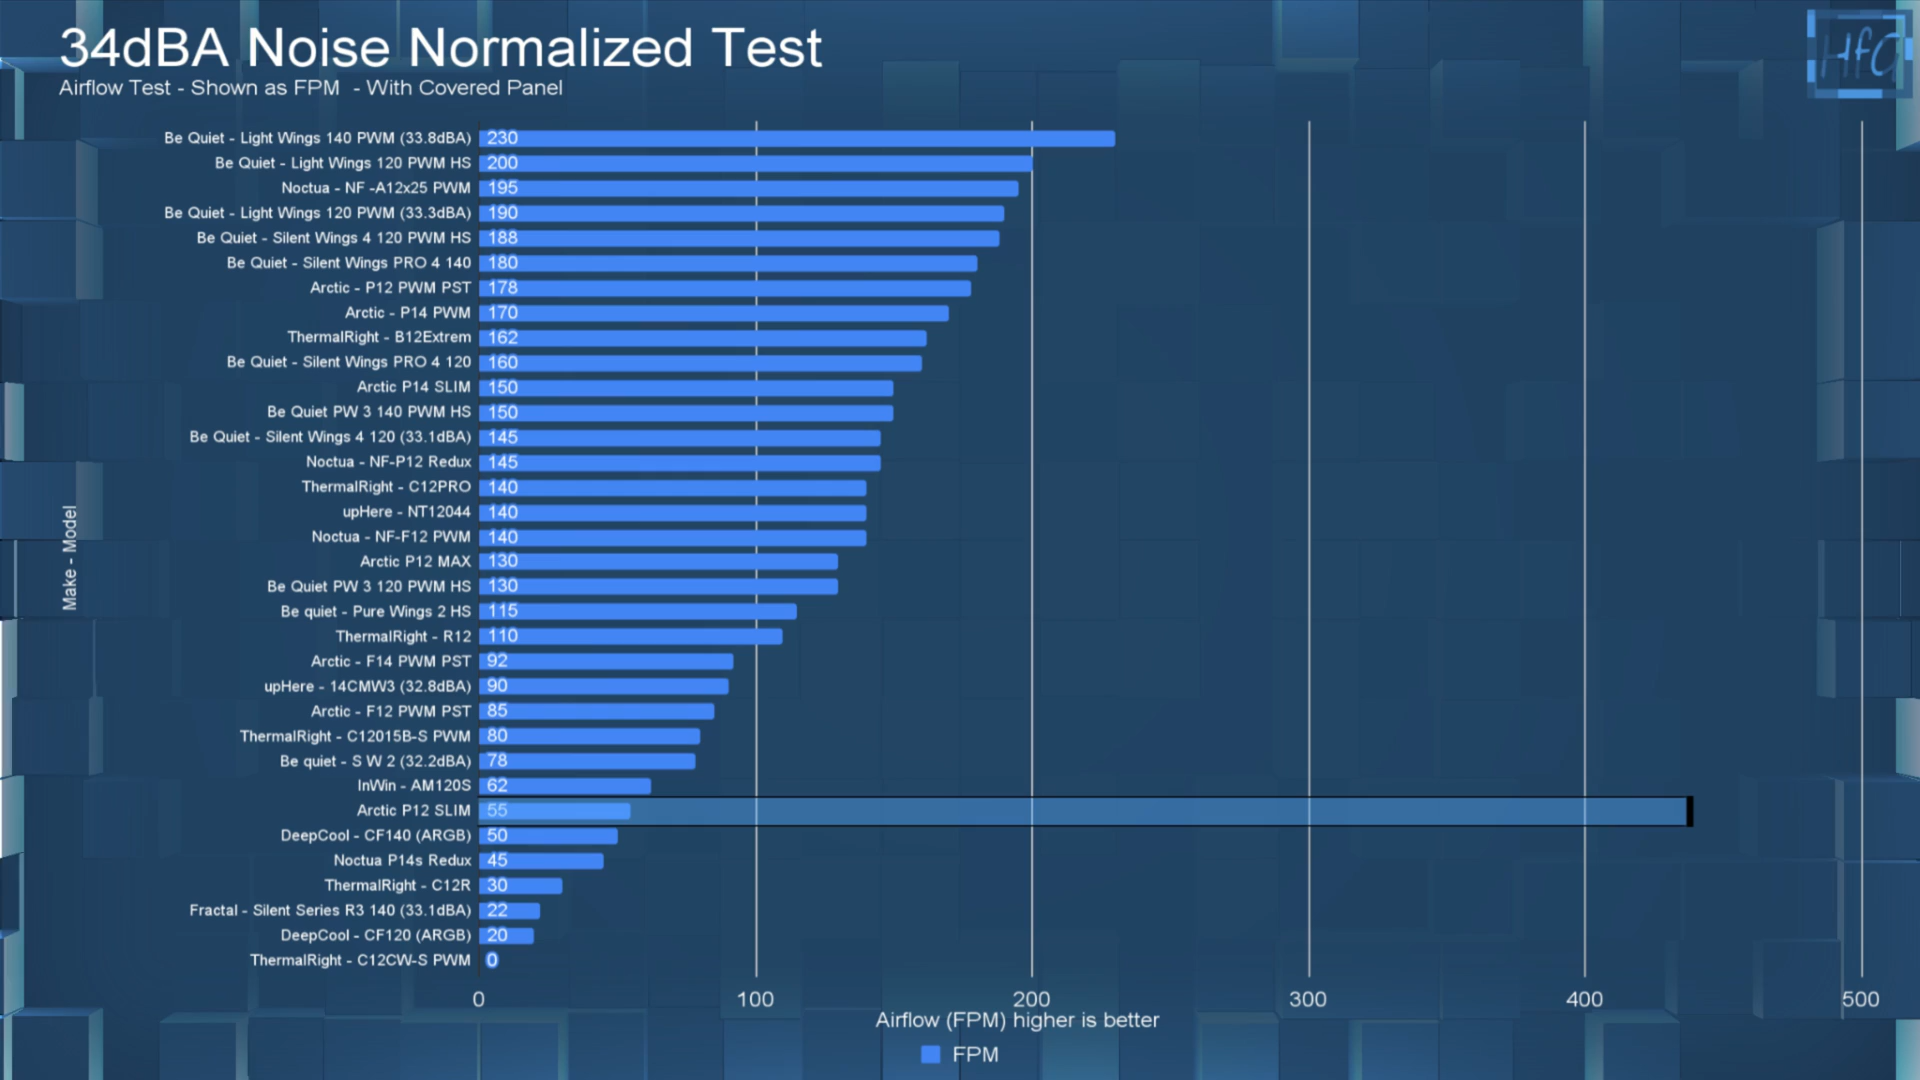 34dBA Noise Normalized Test
Airflow Test - Shown as FPM - With Covered Panel
HfG
Make - Model
Be Quiet - Light Wings 140 PWM (33.8dBA) 230
Be Quiet - Light Wings 120 PWM HS 200
Noctua - NF -A12x25 PWM 195
Be Quiet - Light Wings 120 PWM (33.3dBA) 190
Be Quiet - Silent Wings 4 120 PWM HS 188
Be Quiet - Silent Wings PRO 4 140 180
Arctic - P12 PWM PST 178
Arctic - P14 PWM 170
ThermalRight - B12Extrem 162
Be Quiet - Silent Wings PRO 4 120 160
Arctic P14 SLIM 150
Be Quiet PW 3 140 PWM HS 150
Be Quiet - Silent Wings 4 120 (33.1dBA) 145
Noctua - NF-P12 Redux 145
ThermalRight - C12PRO 140
upHere - NT12044 140
Noctua - NF-F12 PWM 140
Arctic P12 MAX 130
Be Quiet PW 3 120 PWM HS 130
Be quiet - Pure Wings 2 HS 115
ThermalRight - R12 110
Arctic - F14 PWM PST 92
upHere - 14CMW3 (32.8dBA) 90
Arctic - F12 PWM PST 85
ThermalRight - C12015B-S PWM 80
Be quiet - S W 2 (32.2dBA) 78
InWin - AM120S 62
Arctic P12 SLIM 55
DeepCool - CF140 (ARGB) 50
Noctua P14s Redux 45
ThermalRight - C12R 30
Fractal - Silent Series R3 140 (33.1dBA) 22
DeepCool - CF120 (ARGB) 20
ThermalRight - C12CW-S PWM 0
0 100 200 300 400 500
Airflow (FPM) higher is better
FPM